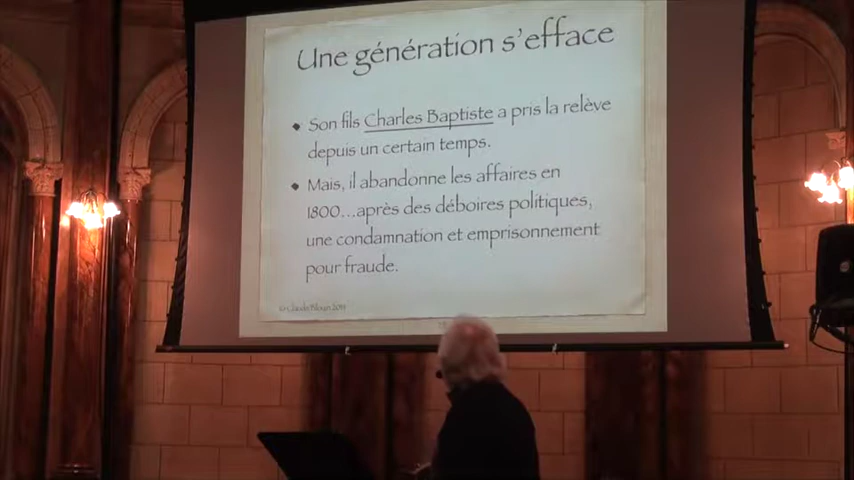 Une génération s'efface
Son fils Charles Baptiste a pris la relève
depuis un certain temps.
Mais, il abandonne les affaires en
1800...après des déboires politiques,
une condamnation et emprisonnement
pour fraude.